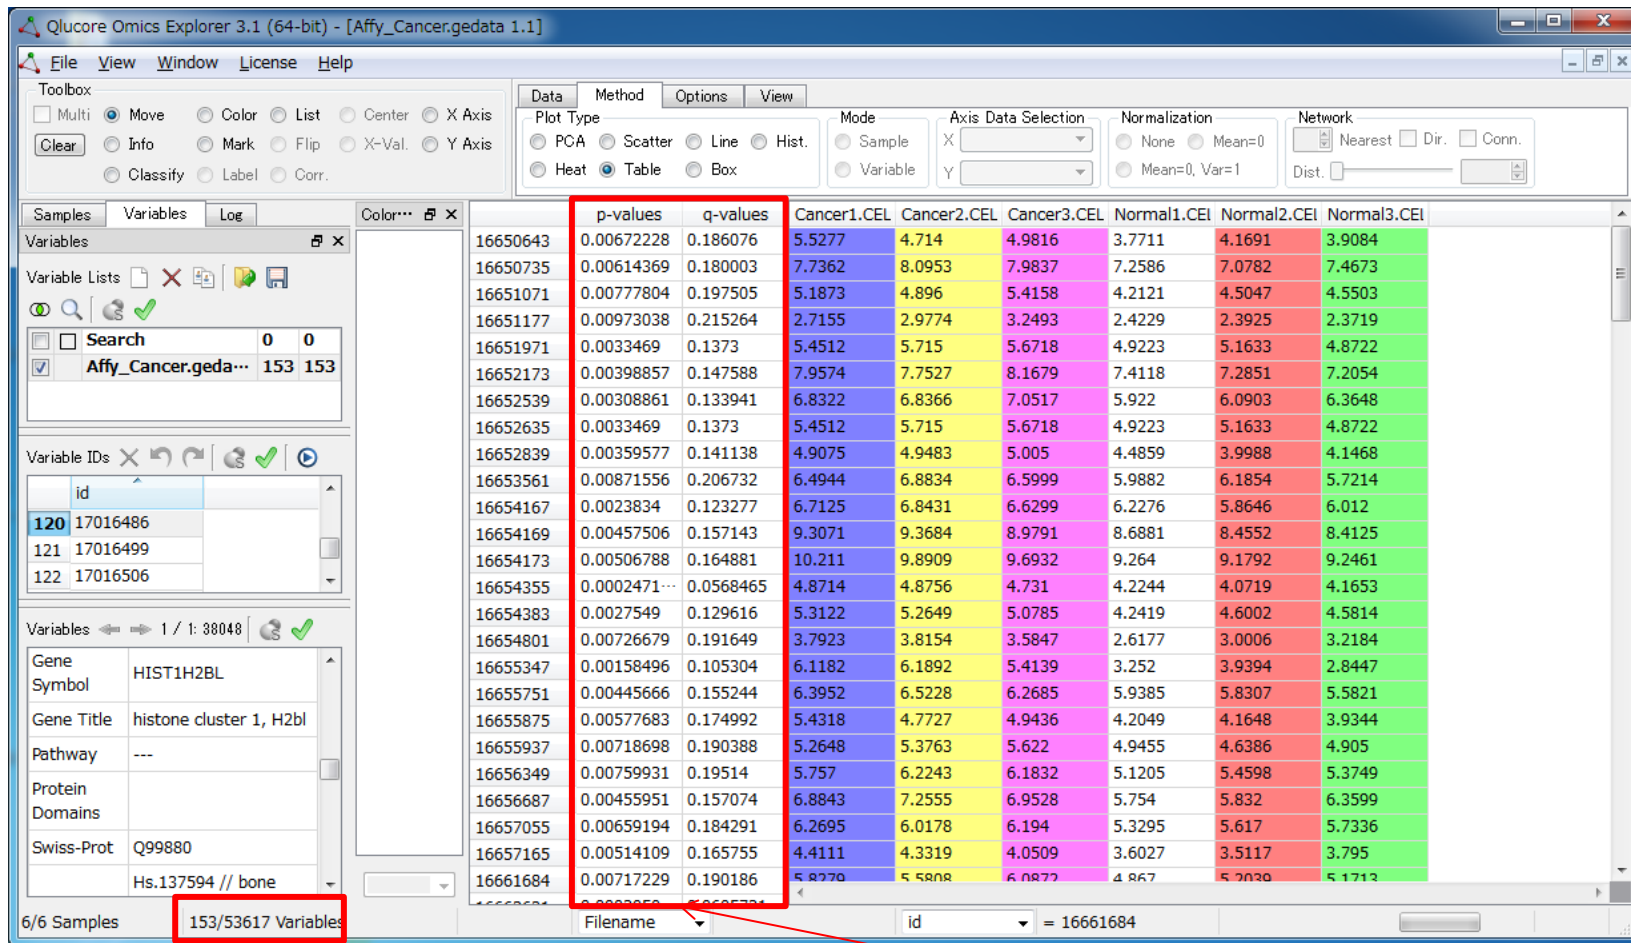 Qlucore Omics Explorer 3.1 (64-bit) - [Affy_Cancer.gedata 1.1]
File View Window License Help
Toolbox
Multi Move Color List Center X Axis
Clear Info Mark Flip X-Val. Y Axis
Classify Label Corr.
Data Method Options View
Plot Type Mode Axis Data Selection Normalization Network
PCA Scatter Line Hist. Sample X None Mean=0 Nearest Dir. Conn.
Heat Table Box Variable Y Mean=0, Var=1 Dist.
Samples Variables Log
Variables
Variable Lists
Search 0 0
Affy_Cancer.geda... 153 153
Variable IDs
id
120 17016486
121 17016499
122 17016506
Variables 1 / 1: 38048
Gene Symbol HIST1H2BL
Gene Title histone cluster 1, H2bl
Pathway ---
Protein Domains
Swiss-Prot Q99880
Hs.137594 // bone
Color...
p-values q-values Cancer1.CEL Cancer2.CEL Cancer3.CEL Normal1.CEL Normal2.CEL Normal3.CEL
16650643 0.00672228 0.186076 5.5277 4.714 4.9816 3.7711 4.1691 3.9084
16650735 0.00614369 0.180003 7.7362 8.0953 7.9837 7.2586 7.0782 7.4673
16651071 0.00777804 0.197505 5.1873 4.896 5.4158 4.2121 4.5047 4.5503
16651177 0.00973038 0.215264 2.7155 2.9774 3.2493 2.4229 2.3925 2.3719
16651971 0.0033469 0.1373 5.4512 5.715 5.6718 4.9223 5.1633 4.8722
16652173 0.00398857 0.147588 7.9574 7.7527 8.1679 7.4118 7.2851 7.2054
16652539 0.00308861 0.133941 6.8322 6.8366 7.0517 5.922 6.0903 6.3648
16652635 0.0033469 0.1373 5.4512 5.715 5.6718 4.9223 5.1633 4.8722
16652839 0.00359577 0.141138 4.9075 4.9483 5.005 4.4859 3.9988 4.1468
16653561 0.00871556 0.206732 6.4944 6.8834 6.5999 5.9882 6.1854 5.7214
16654167 0.0023834 0.123277 6.7125 6.8431 6.6299 6.2276 5.8646 6.012
16654169 0.00457506 0.157143 9.3071 9.3684 8.9791 8.6881 8.4552 8.4125
16654173 0.00506788 0.164881 10.211 9.8909 9.6932 9.264 9.1792 9.2461
16654355 0.0002471... 0.0568465 4.8714 4.8756 4.731 4.2244 4.0719 4.1653
16654383 0.0027549 0.129616 5.3122 5.2649 5.0785 4.2419 4.6002 4.5814
16654801 0.00726679 0.191649 3.7923 3.8154 3.5847 2.6177 3.0006 3.2184
16655347 0.00158496 0.105304 6.1182 6.1892 5.4139 3.252 3.9394 2.8447
16655751 0.00445666 0.155244 6.3952 6.5228 6.2685 5.9385 5.8307 5.5821
16655875 0.00577683 0.174992 5.4318 4.7727 4.9436 4.2049 4.1648 3.9344
16655937 0.00718698 0.190388 5.2648 5.3763 5.622 4.9455 4.6386 4.905
16656349 0.00759931 0.19514 5.757 6.2243 6.1832 5.1205 5.4598 5.3749
16656687 0.00455951 0.157074 6.8843 7.2555 6.9528 5.754 5.832 6.3599
16657055 0.00659194 0.184291 6.2695 6.0178 6.194 5.3295 5.617 5.7336
16657165 0.00514109 0.165755 4.4111 4.3319 4.0509 3.6027 3.5117 3.795
16661684 0.00717229 0.190186 5.8279 5.5808 6.0872 4.867 5.2039 5.1713
6/6 Samples 153/53617 Variables Filename id = 16661684